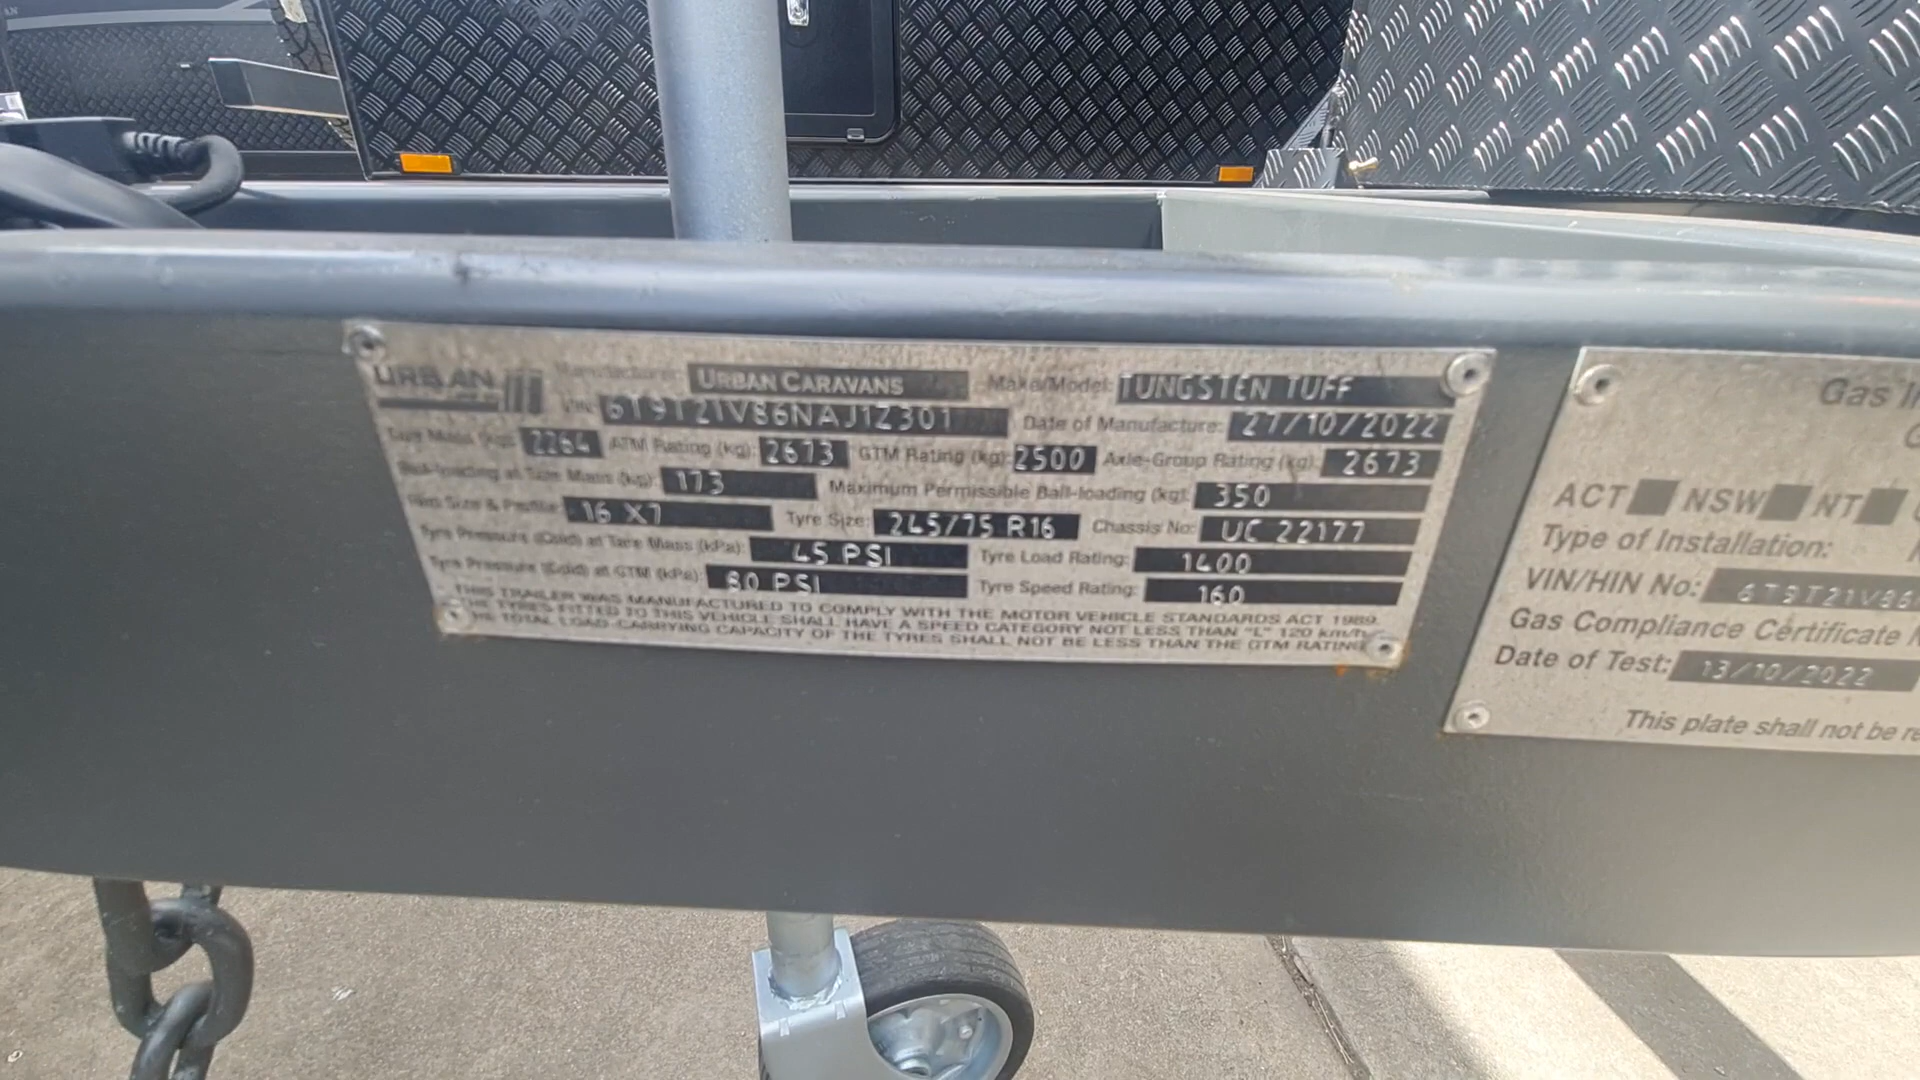 URBAN Manufacturer: URBAN CARAVANS Make/Model: TUNGSTEN TUFF
VIN: 6T9T21V86NAJ1Z301 Date of Manufacture: 27/10/2022
Tare Mass (kg): 2264 ATM Rating (kg): 2673 GTM Rating (kg): 2500 Axle-Group Rating (kg): 2673
Ball-loading at Tare Mass (kg): 173 Maximum Permissible Ball-loading (kg): 350
Rim Size & Profile: 16 X7 Tyre Size: 245/75 R16 Chassis No: UC 22177
Tyre Pressure (Cold) at Tare Mass (kPa): 45 PSI Tyre Load Rating: 1400
Tyre Pressure (Cold) at GTM (kPa): 80 PSI Tyre Speed Rating: 160
THIS TRAILER WAS MANUFACTURED TO COMPLY WITH THE MOTOR VEHICLE STANDARDS ACT 1989.
THE TYRES FITTED TO THIS VEHICLE SHALL HAVE A SPEED CATEGORY NOT LESS THAN "L" 120 km/h.
THE TOTAL LOAD-CARRYING CAPACITY OF THE TYRES SHALL NOT BE LESS THAN THE GTM RATING
Gas
ACT NSW NT
Type of Installation:
VIN/HIN No: 6T9T21V86
Gas Compliance Certificate
Date of Test: 13/10/2022
This plate shall not be re